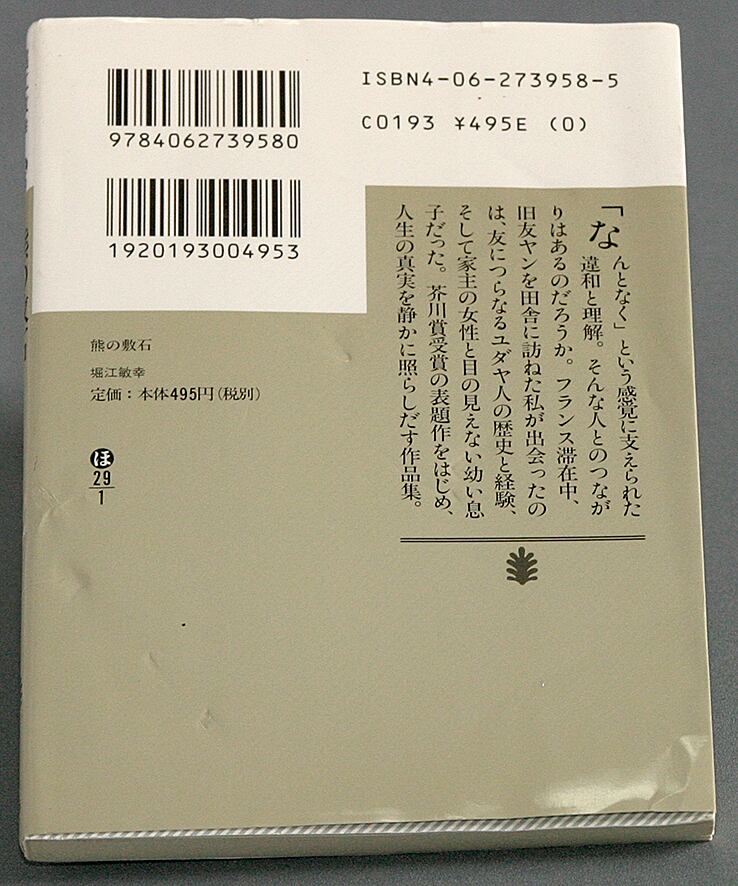 9784062739580
1920193004953
ISBN4-06-273958-5
C0193 ¥495E (0)
「なんとなく」という感覚に支えられた
違和と理解。そんな人とのつなが
りはあるのだろうか。フランス滞在中、
旧友ヤンを田舎に訪ねた私が出会ったの
は、友につらなるユダヤ人の歴史と経験、
そして家主の女性と目の見えない幼い息
子だった。芥川賞受賞の表題作をはじめ、
人生の真実を静かに照らしだす作品集。
熊の敷石
堀江敏幸
定価:本体495円(税別)
ほ
29
1